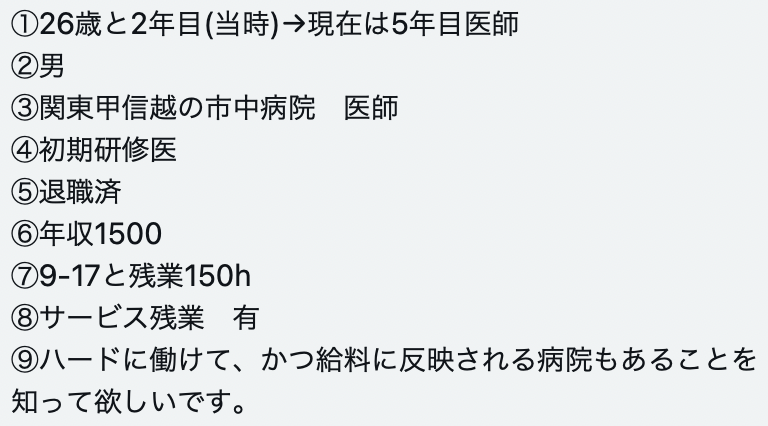 ①26歳と2年目(当時)→現在は5年目医師
②男
③関東甲信越の市中病院　医師
④初期研修医
⑤退職済
⑥年収1500
⑦9-17と残業150h
⑧サービス残業　有
⑨ハードに働けて、かつ給料に反映される病院もあることを
知って欲しいです。